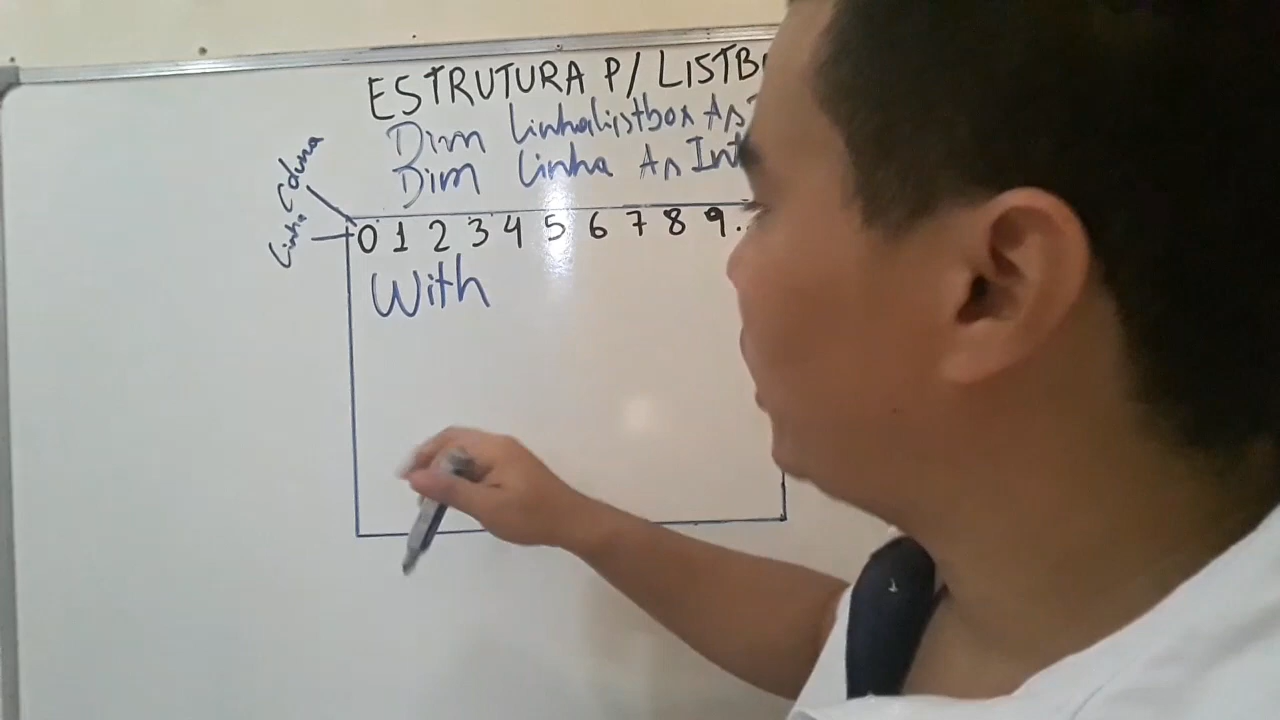 ESTRUTURA P/ LISTB
Dim linhalistbox As
Dim linha As Int
Coluna
Linha
0 1 2 3 4 5 6 7 8 9..
With